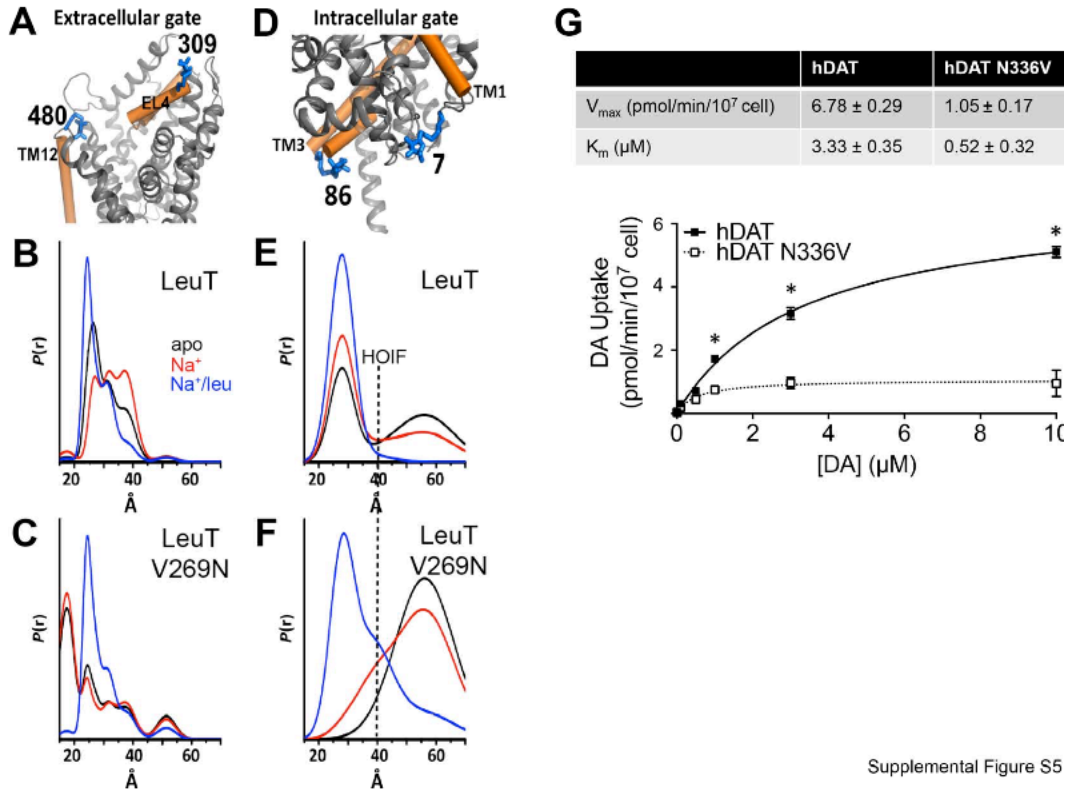 A
Extracellular gate
309
EL4
480
TM12
D
Intracellular gate
TM1
TM3
7
86
G
hDAT
hDAT N336V
Vmax (pmol/min/10⁷ cell)
6.78 ± 0.29
1.05 ± 0.17
Km (µM)
3.33 ± 0.35
0.52 ± 0.32
B
LeuT
apo
Na⁺
Na⁺/leu
P(r)
20
40
60
Å
E
LeuT
HOIF
P(r)
20
40
60
Å
C
LeuT
V269N
P(r)
20
40
60
Å
F
LeuT
V269N
P(r)
20
40
60
Å
DA Uptake
(pmol/min/10⁷ cell)
6
4
2
hDAT
hDAT N336V
*
*
*
0
2
4
6
8
10
[DA] (µM)
Supplemental Figure S5